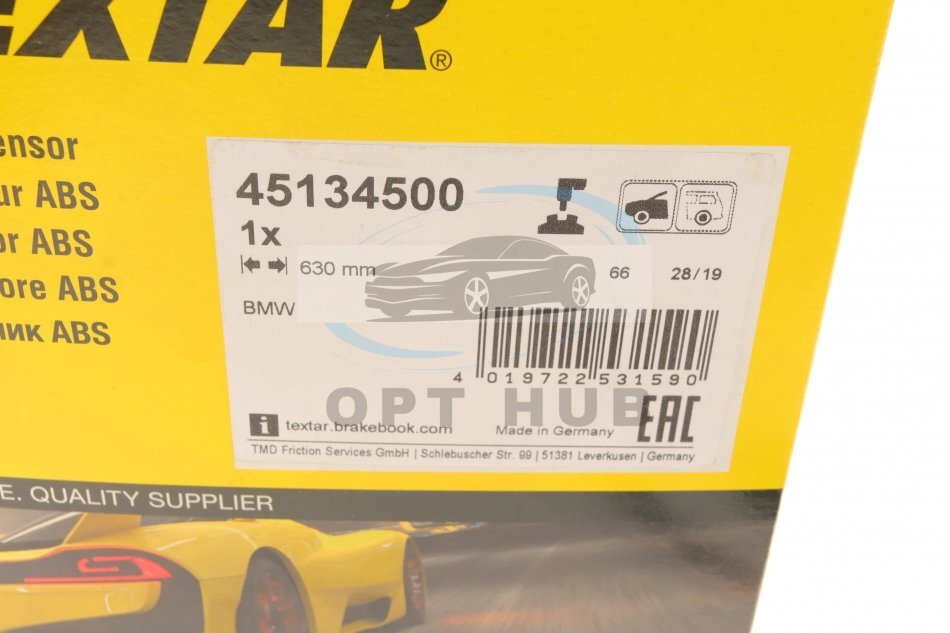 EXTAR®
ensor
ur ABS
or ABS
ore ABS
ник ABS
45134500
1x
630 mm
66 28/19
BMW
4 019722 531590
OPT HUB
i textar.brakebook.com Made in Germany EAC
TMD Friction Services GmbH | Schlebuscher Str. 99 | 51381 Leverkusen | Germany
E. QUALITY SUPPLIER